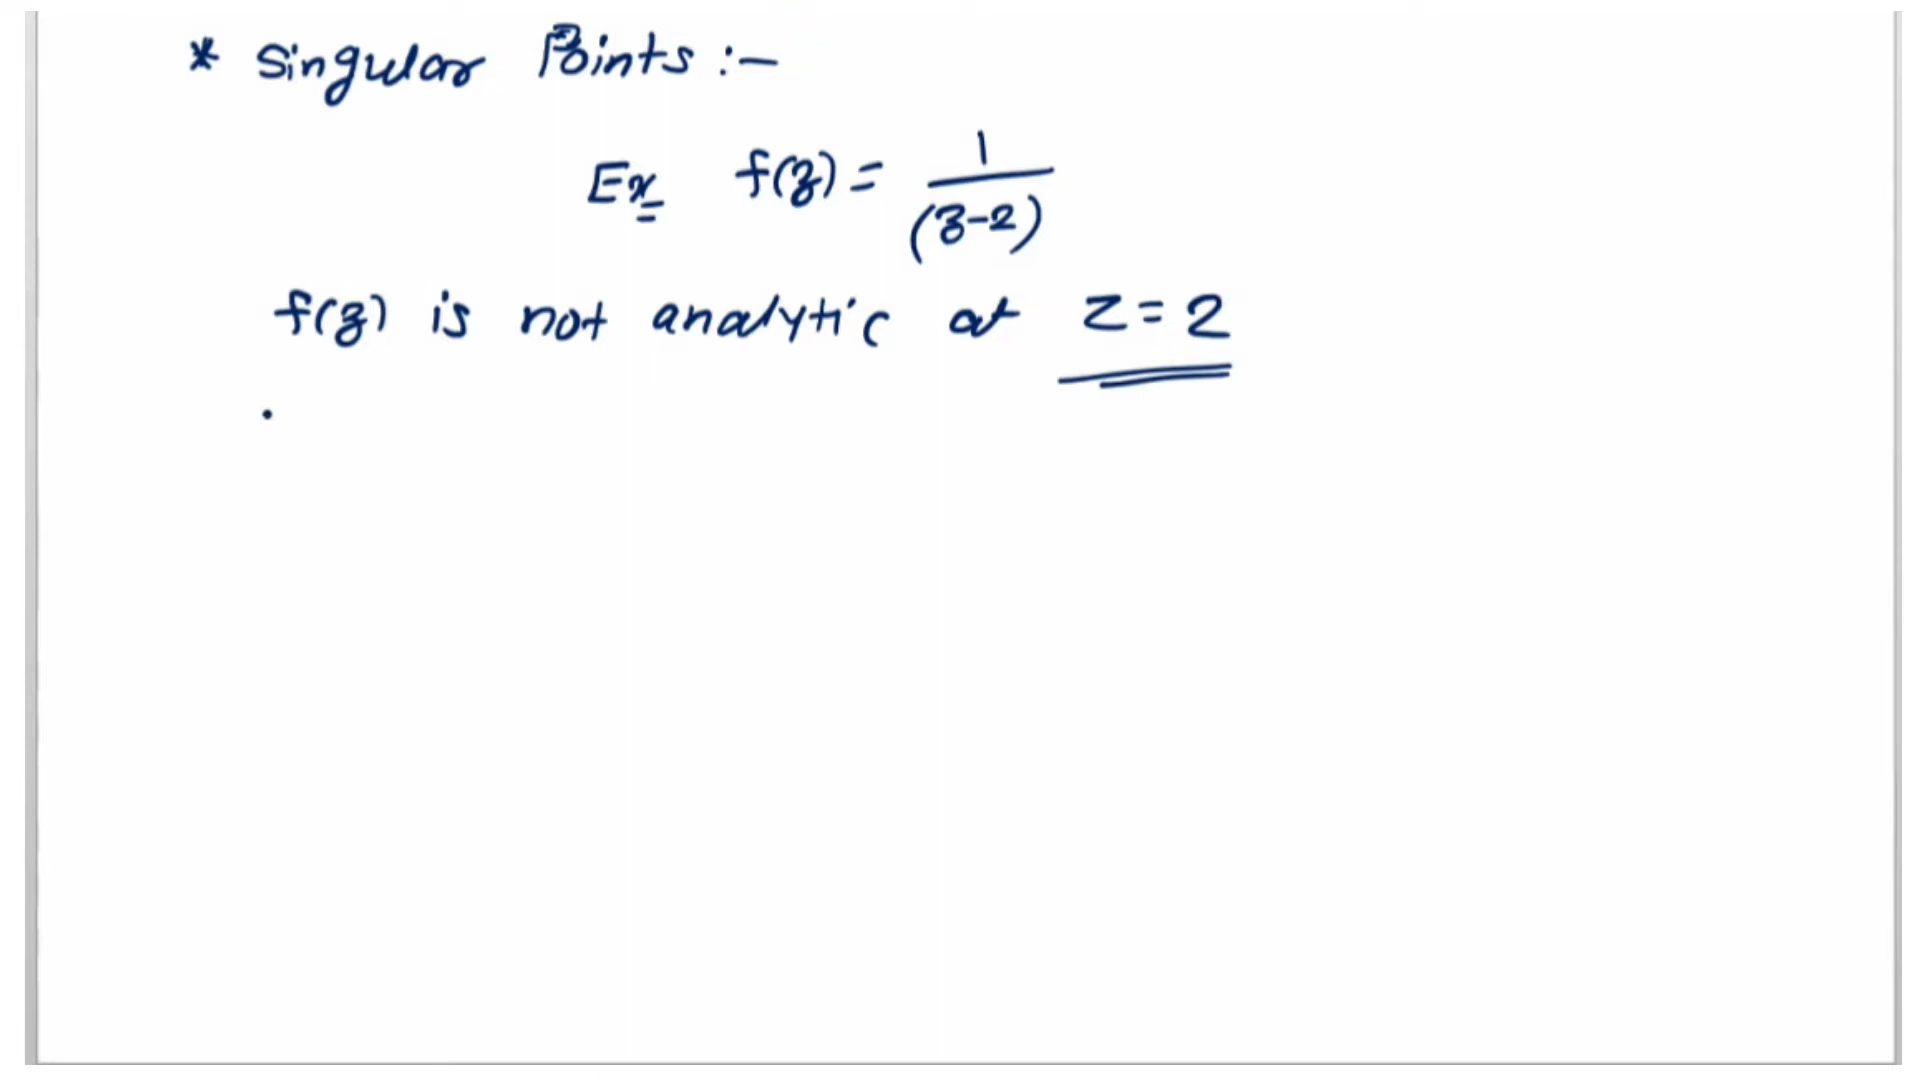 * Singular Points :-
Ex f(z) = 1/(z-2)
f(z) is not analytic at z = 2
.